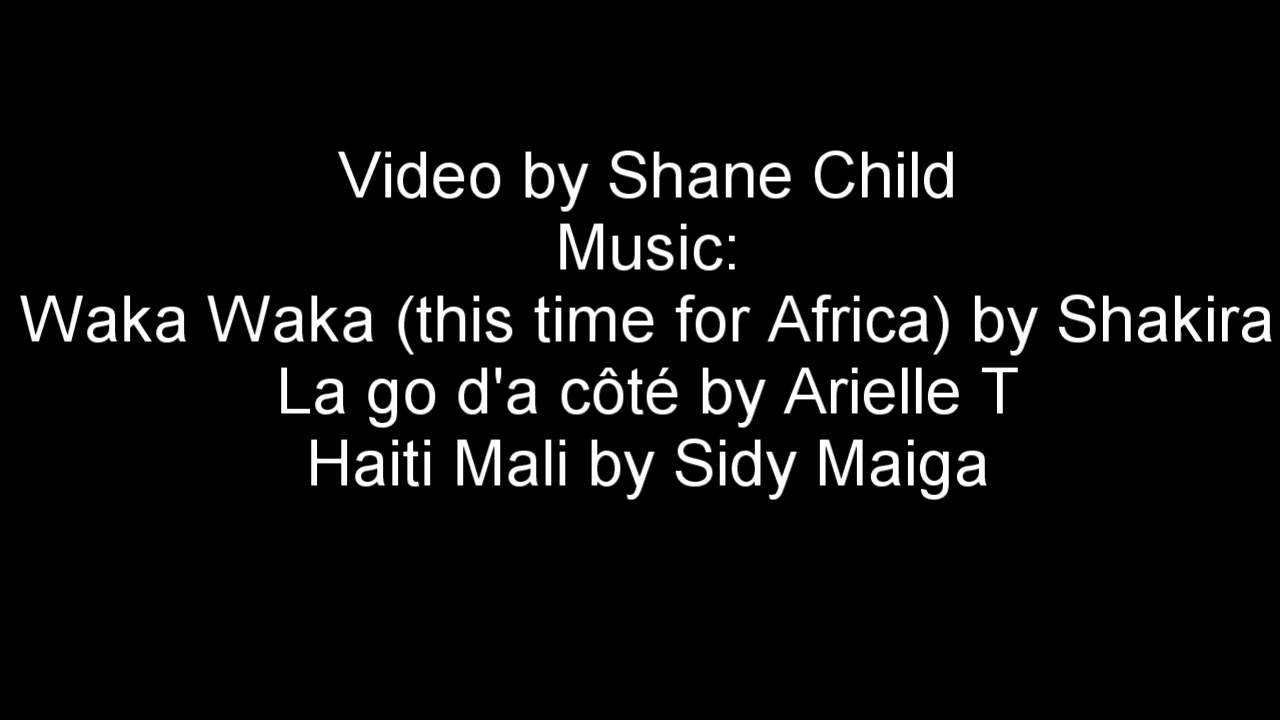 Video by Shane Child
Music:
Waka Waka (this time for Africa) by Shakira
La go d'a côté by Arielle T
Haiti Mali by Sidy Maiga